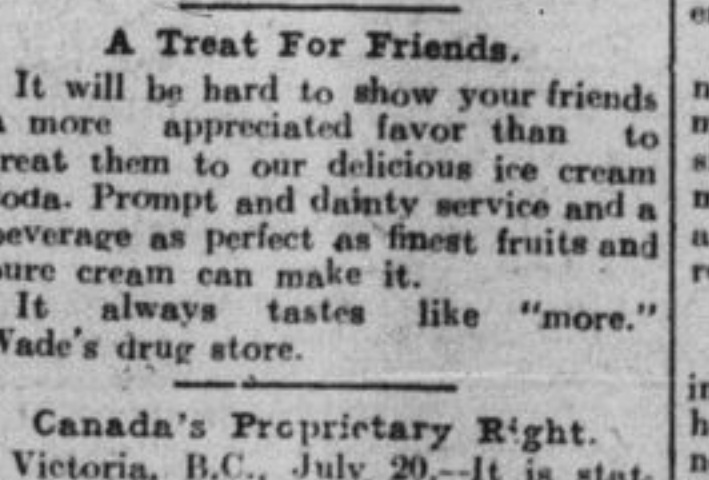 A Treat For Friends.
It will be hard to show your friends
more appreciated favor than to
reat them to our delicious ice cream
oda. Prompt and dainty service and a
beverage as perfect as finest fruits and
ure cream can make it.
It always tastes like "more."
Wade's drug store.
Canada's Proprietary Right.
Victoria, B.C., July 20.--It is stat-